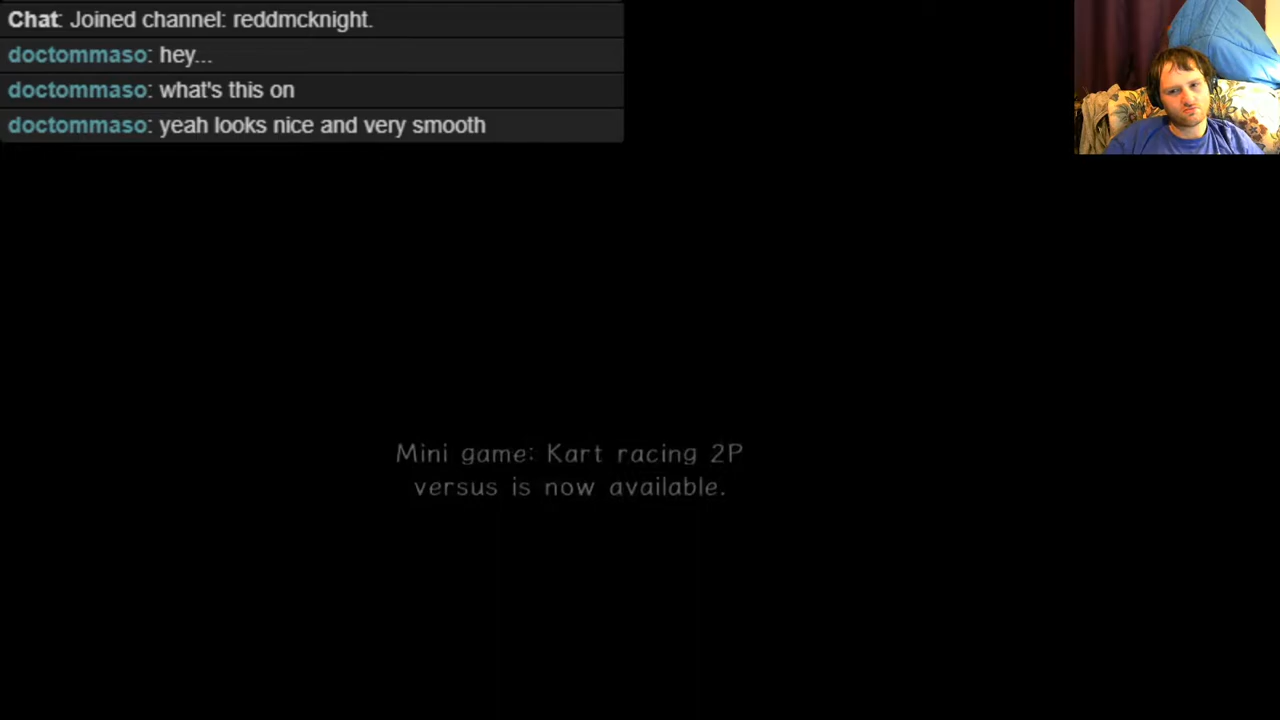 Chat: Joined channel: reddmcknight.
doctommaso: hey...
doctommaso: what's this on
doctommaso: yeah looks nice and very smooth
Mini game: Kart racing 2P
versus is now available.